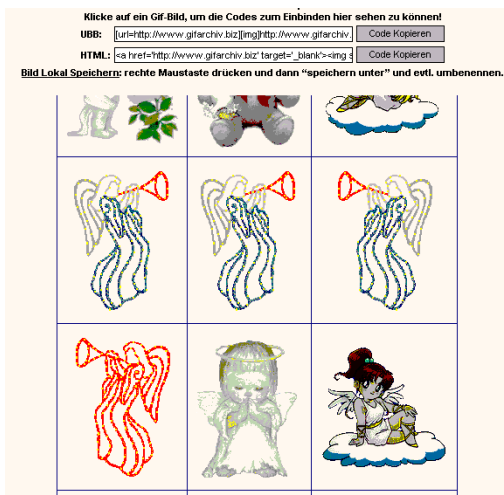 Klicke auf ein Gif-Bild, um die Codes zum Einbinden hier sehen zu können!
UBB: [url=http://www.gifarchiv.biz][img]http://www.gifarchiv. Code Kopieren
HTML: <a href='http://www.gifarchiv.biz' target='_blank'><img s Code Kopieren
Bild Lokal Speichern: rechte Maustaste drücken und dann “speichern unter” und evtl. umbenennen.